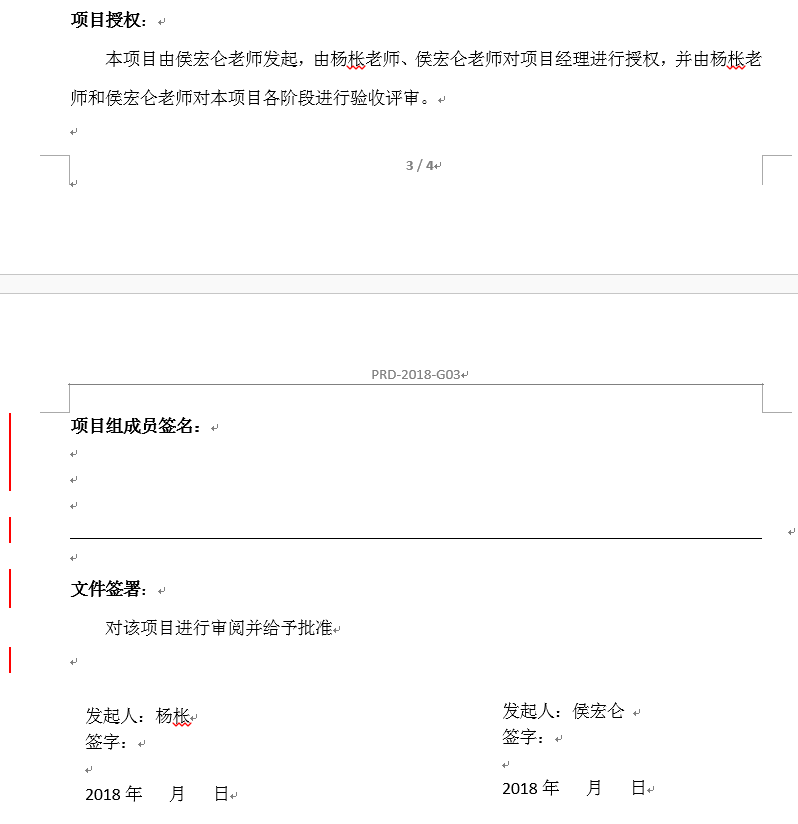 项目授权：
本项目由侯宏仑老师发起，由杨枨老师、侯宏仑老师对项目经理进行授权，并由杨枨老
师和侯宏仑老师对本项目各阶段进行验收评审。
3 / 4
PRD-2018-G03
项目组成员签名：
文件签署：
对该项目进行审阅并给予批准
发起人：杨枨
签字：
2018 年 月 日
发起人：侯宏仑
签字：
2018 年 月 日